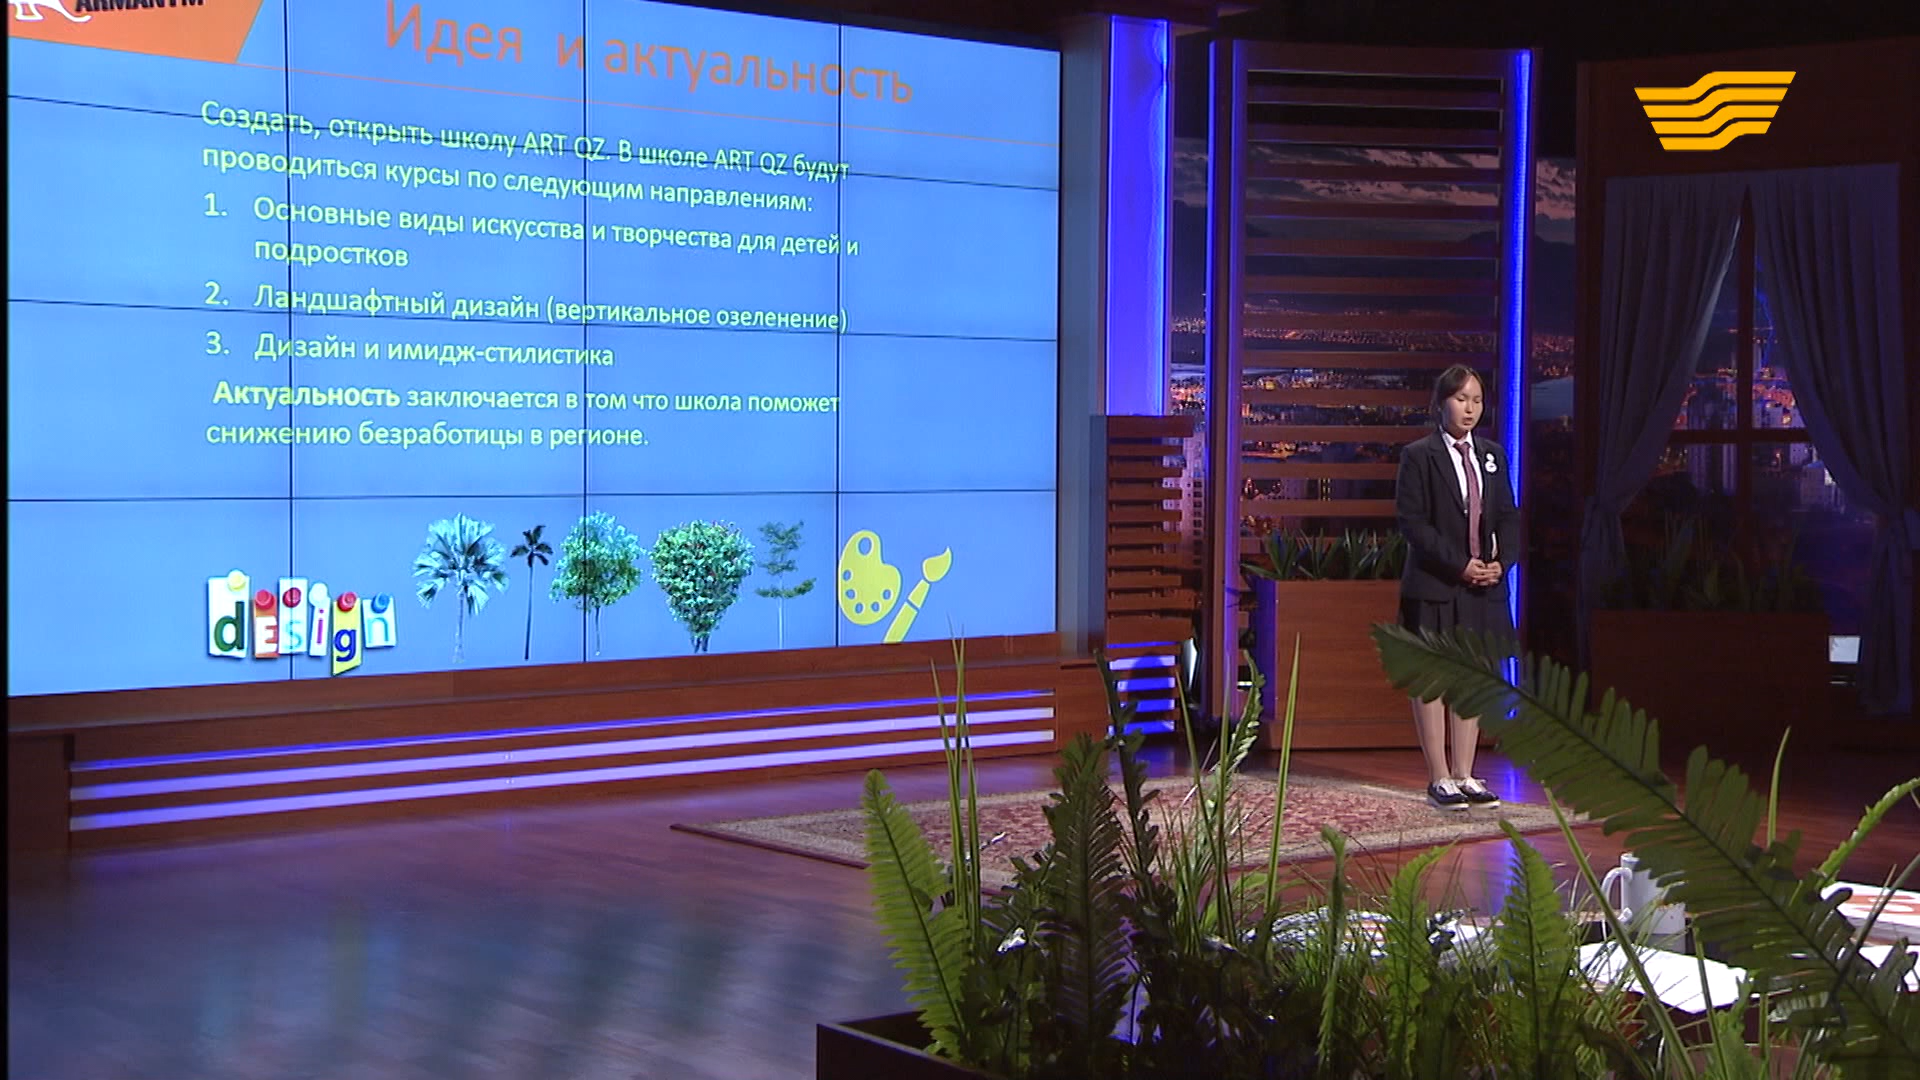 ARMANYM
Идея и актуальность
Создать, открыть школу ART QZ. В школе ART QZ будут
проводиться курсы по следующим направлениям:
1. Основные виды искусства и творчества для детей и
подростков
2. Ландшафтный дизайн (вертикальное озеленение)
3. Дизайн и имидж-стилистика
Актуальность заключается в том что школа поможет
снижению безработицы в регионе.
design